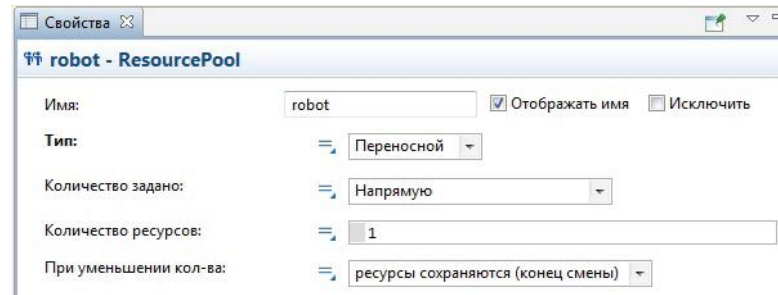 Свойства
robot - ResourcePool
Имя: robot Отображать имя Исключить
Тип: Переносной
Количество задано: Напрямую
Количество ресурсов: 1
При уменьшении кол-ва: ресурсы сохраняются (конец смены)